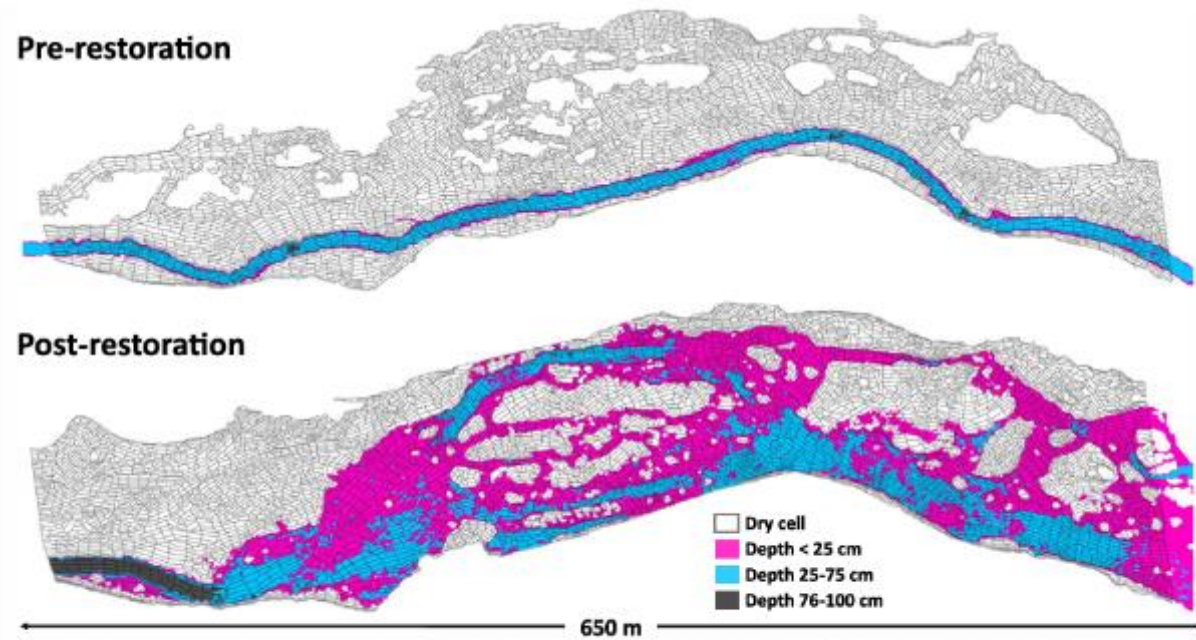 Pre-restoration
Post-restoration
Dry cell
Depth < 25 cm
Depth 25-75 cm
Depth 76-100 cm
650 m